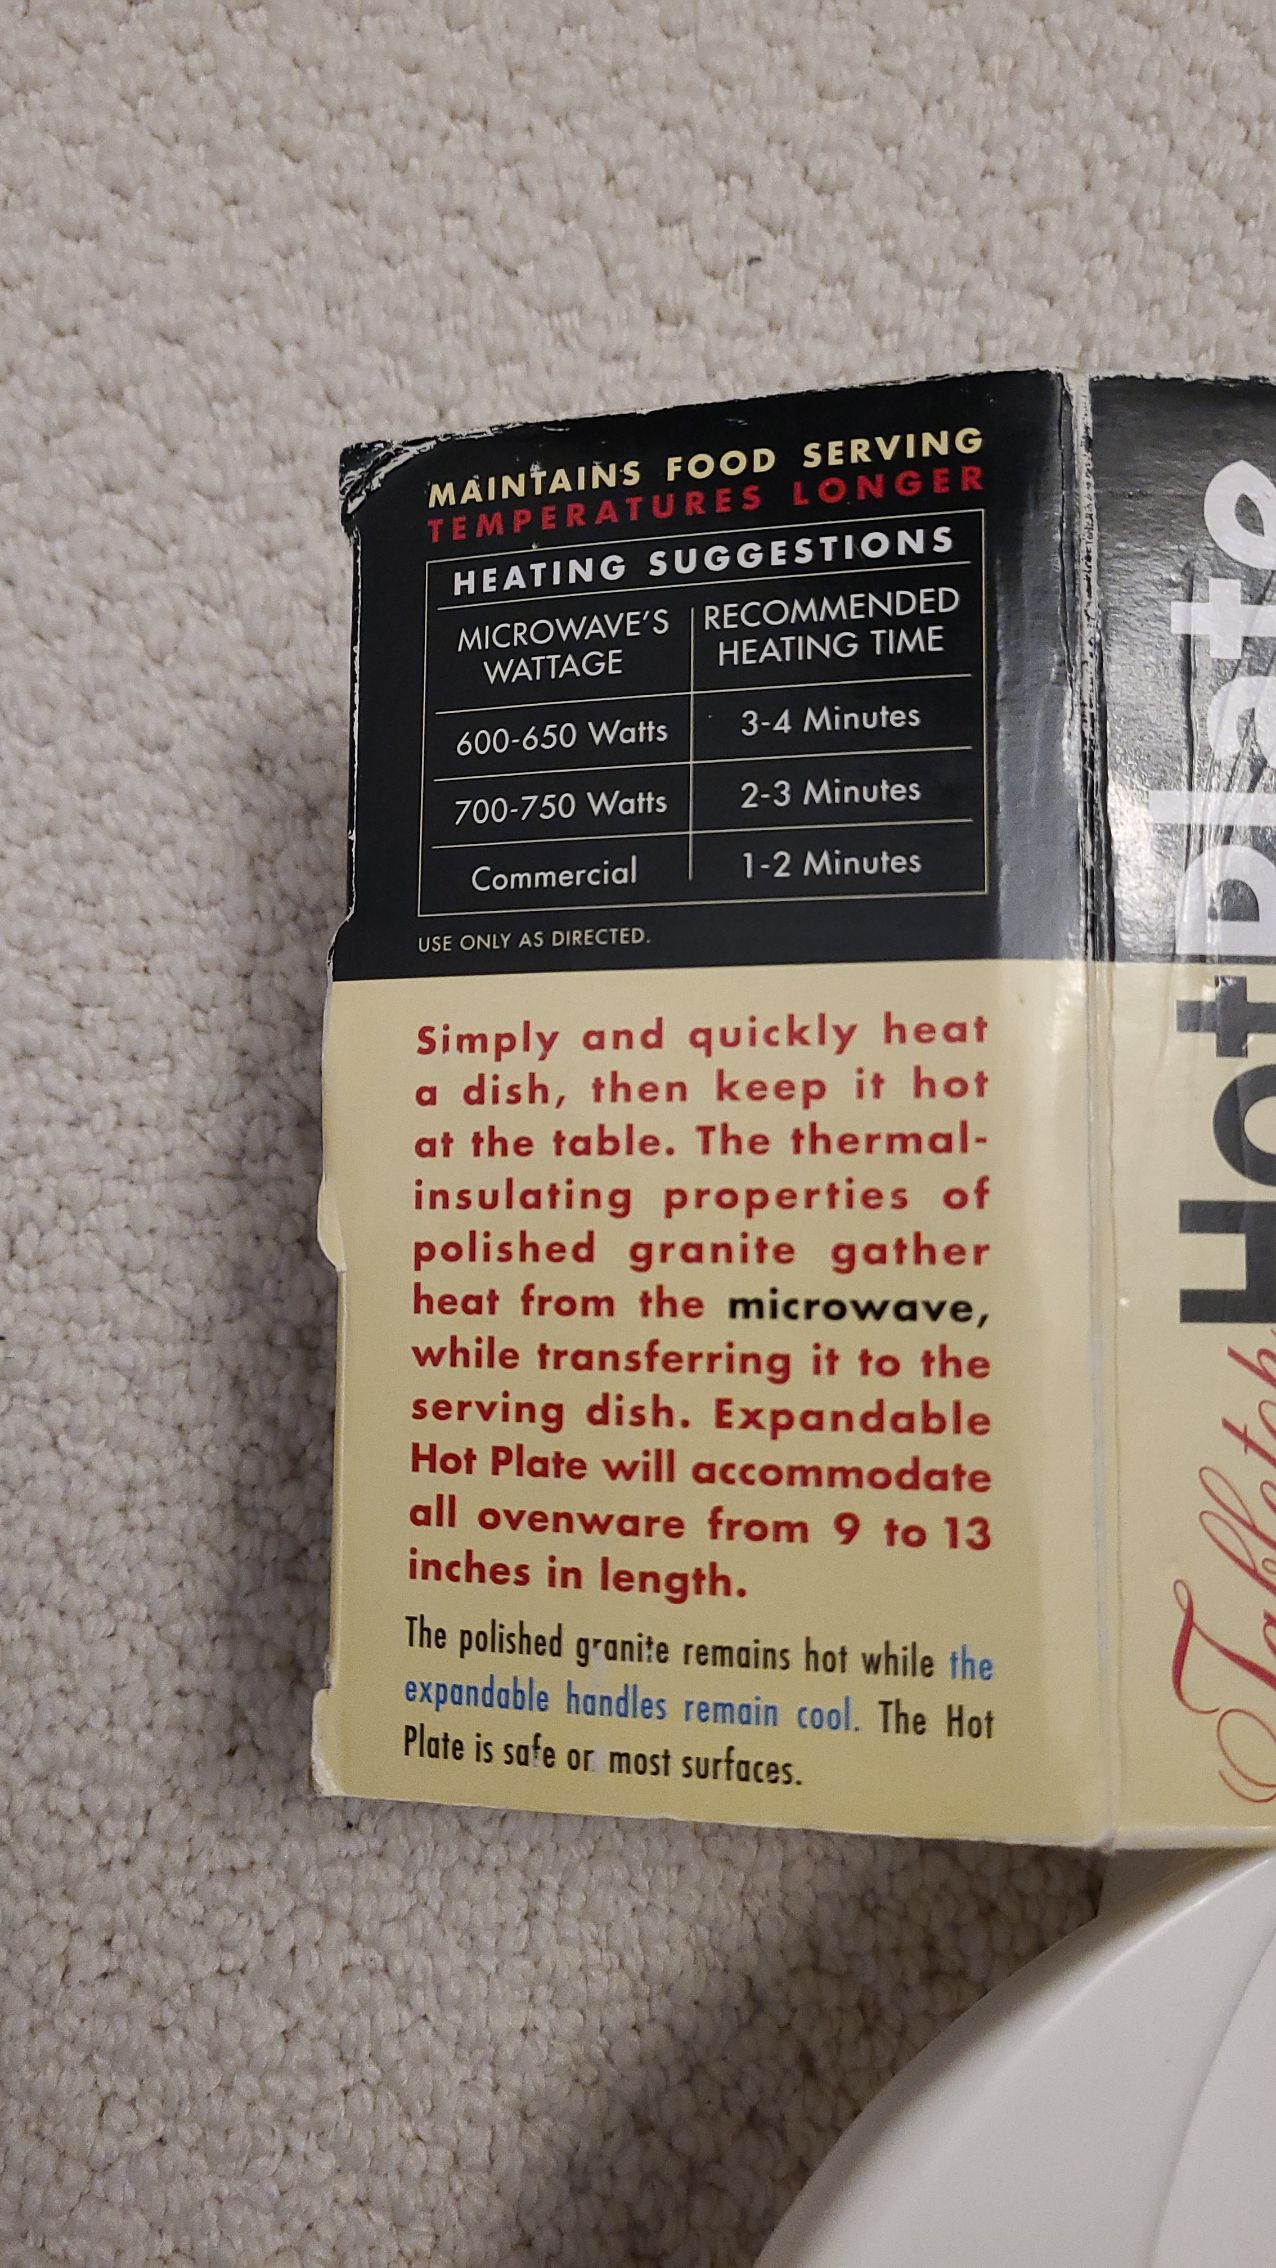 MAINTAINS FOOD SERVING
TEMPERATURES LONGER
HEATING SUGGESTIONS
MICROWAVE'S WATTAGE RECOMMENDED HEATING TIME
600-650 Watts 3-4 Minutes
700-750 Watts 2-3 Minutes
Commercial 1-2 Minutes
USE ONLY AS DIRECTED.
Simply and quickly heat
a dish, then keep it hot
at the table. The thermal-
insulating properties of
polished granite gather
heat from the microwave,
while transferring it to the
serving dish. Expandable
Hot Plate will accommodate
all ovenware from 9 to 13
inches in length.
The polished granite remains hot while the
expandable handles remain cool. The Hot
Plate is safe on most surfaces.
Tabletop
Hot Plate